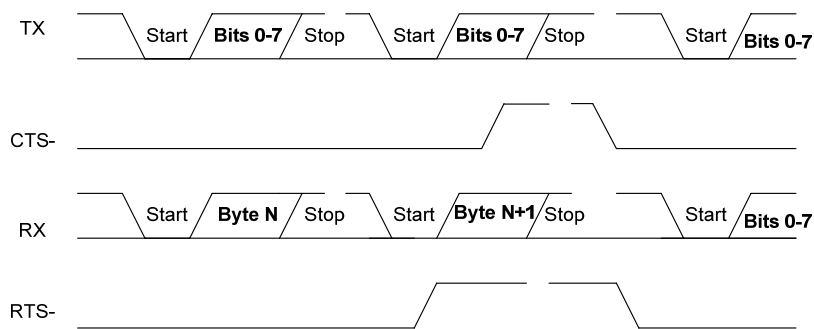 TX Start Bits 0-7 Stop Start Bits 0-7 Stop Start Bits 0-7
CTS-
RX Start Byte N Stop Start Byte N+1 Stop Start Bits 0-7
RTS-